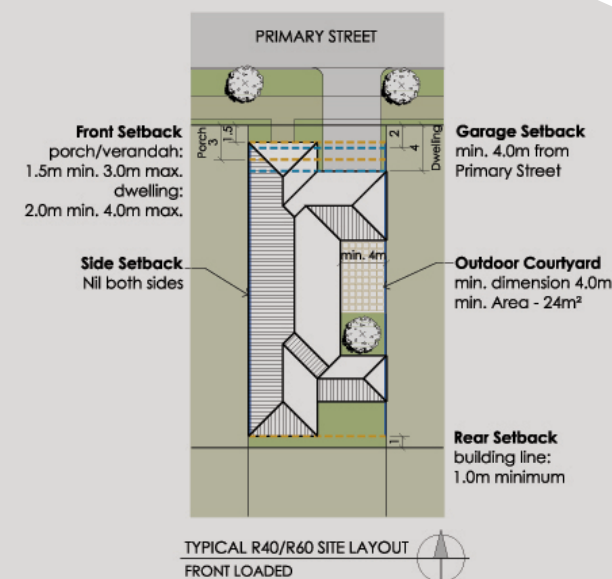 PRIMARY STREET
Front Setback
porch/verandah:
1.5m min. 3.0m max.
dwelling:
2.0m min. 4.0m max.
Porch
3
1.5
2
4
Dwelling
Garage Setback
min. 4.0m from
Primary Street
Side Setback
Nil both sides
min. 4m
Outdoor Courtyard
min. dimension 4.0m
min. Area - 24m²
Rear Setback
building line:
1.0m minimum
1
TYPICAL R40/R60 SITE LAYOUT
FRONT LOADED